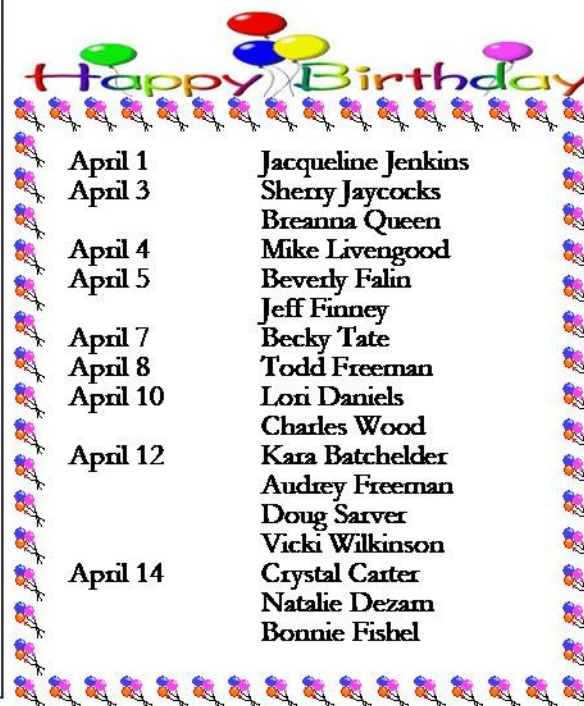 Happy Birthday
April 1 Jacqueline Jenkins
April 3 Sherry Jaycocks
Breanna Queen
April 4 Mike Livengood
April 5 Beverly Falin
Jeff Finney
April 7 Becky Tate
April 8 Todd Freeman
April 10 Lori Daniels
Charles Wood
April 12 Kara Batchelder
Audrey Freeman
Doug Sarver
Vicki Wilkinson
April 14 Crystal Carter
Natalie Dezarn
Bonnie Fishel